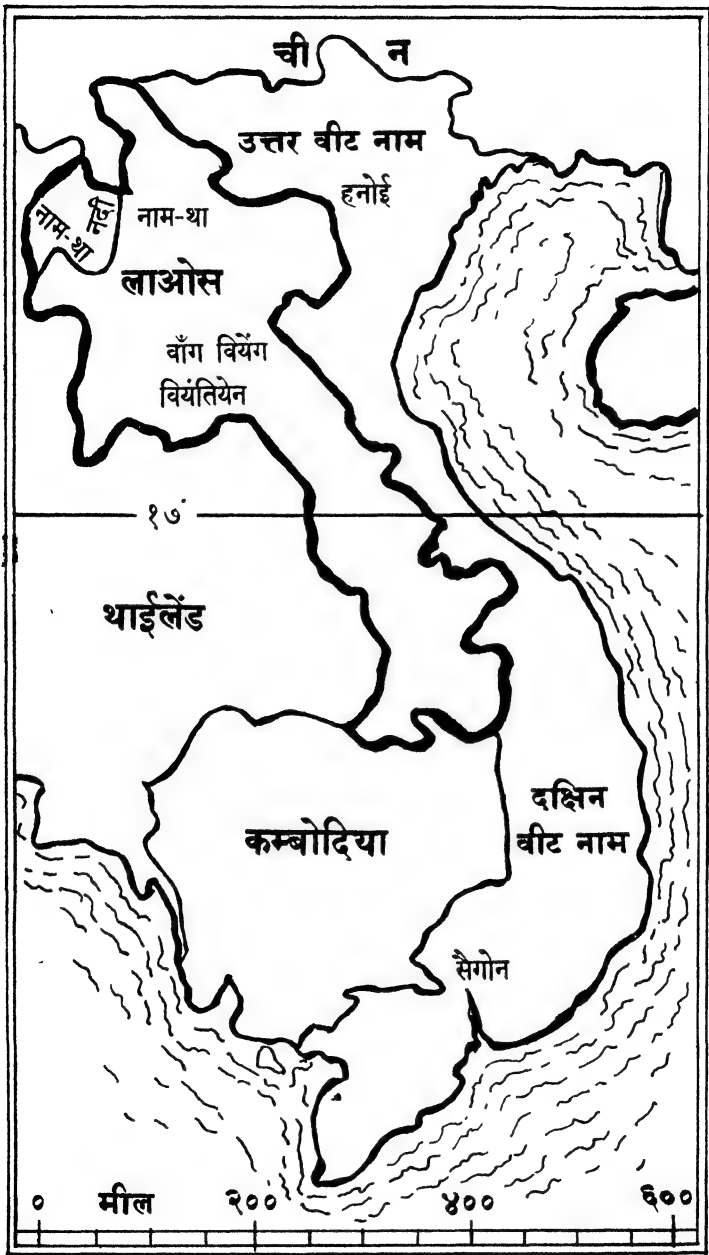 ची न
उत्तर वीट नाम
हनोई
नाम-था
नदी
नाम-था
लाओस
वाँग वियेंग
वियंतियेन
१७°
थाईलेंड
दक्षिन
वीट नाम
कम्बोदिया
सैगोन
० मील २०० ४०० ६००